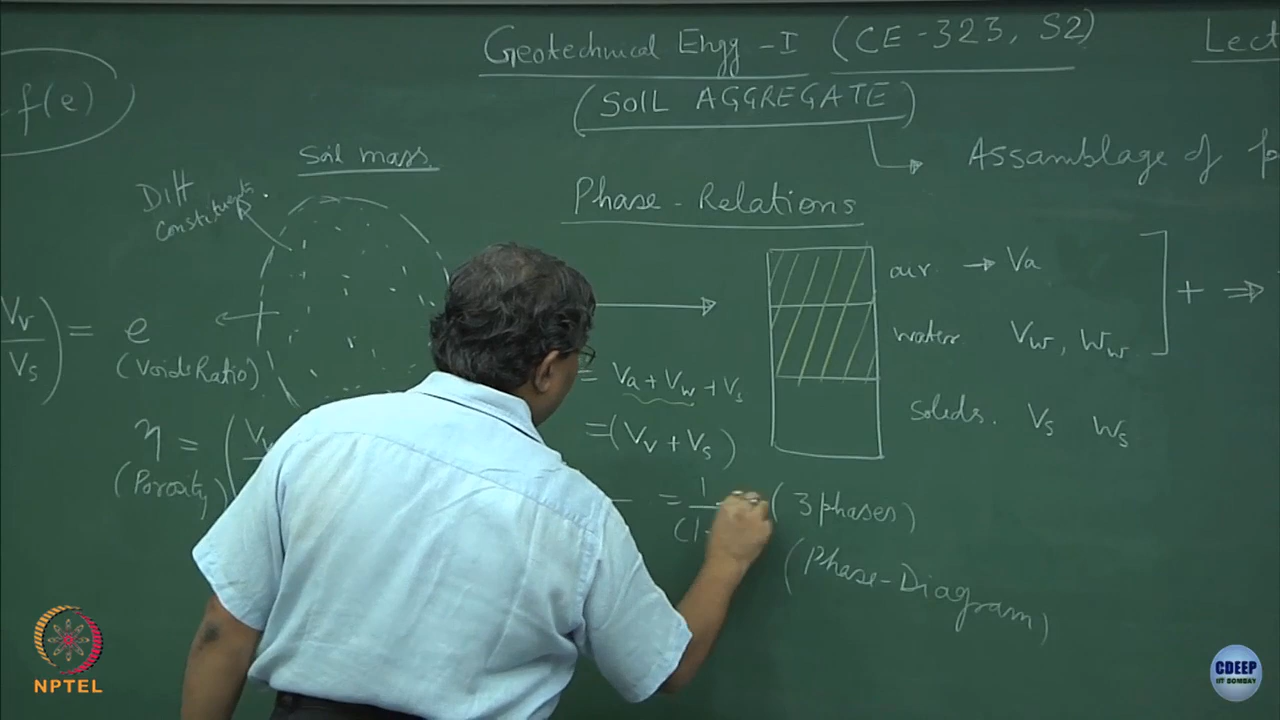 Geotechnical Engg - I (CE-323, S2)
Lect
(SOIL AGGREGATE)
f(e)
Assamblage of p
Soil mass
Diff
Constituents
Phase - Relations
air → Va
+ ⇒
water Vw, Ww
Vv/Vs) = e
(Voids Ratio)
= Va + Vw + Vs
solids. Vs Ws
η = (
= (Vv + Vs)
(Porosity)
= 1
(1
(3 phases)
(Phase-Diagram)
NPTEL
CDEEP
IIT BOMBAY